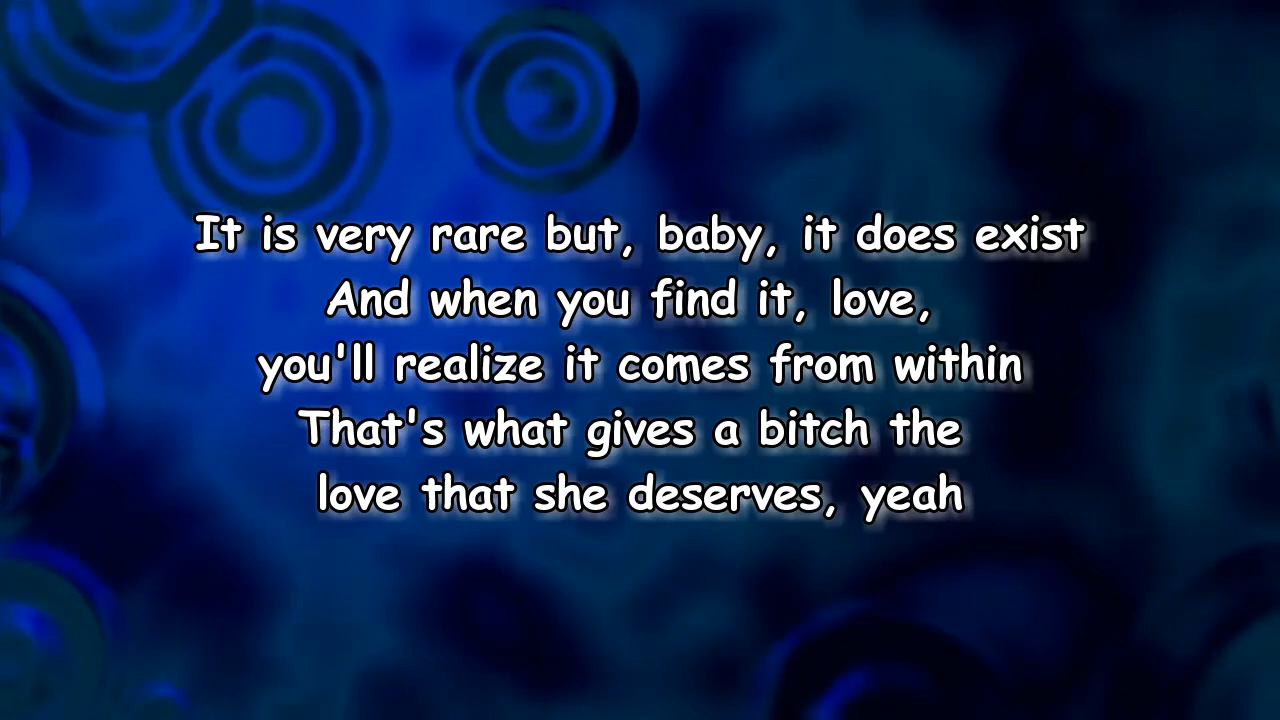 It is very rare but, baby, it does exist
And when you find it, love,
you'll realize it comes from within
That's what gives a bitch the
love that she deserves, yeah